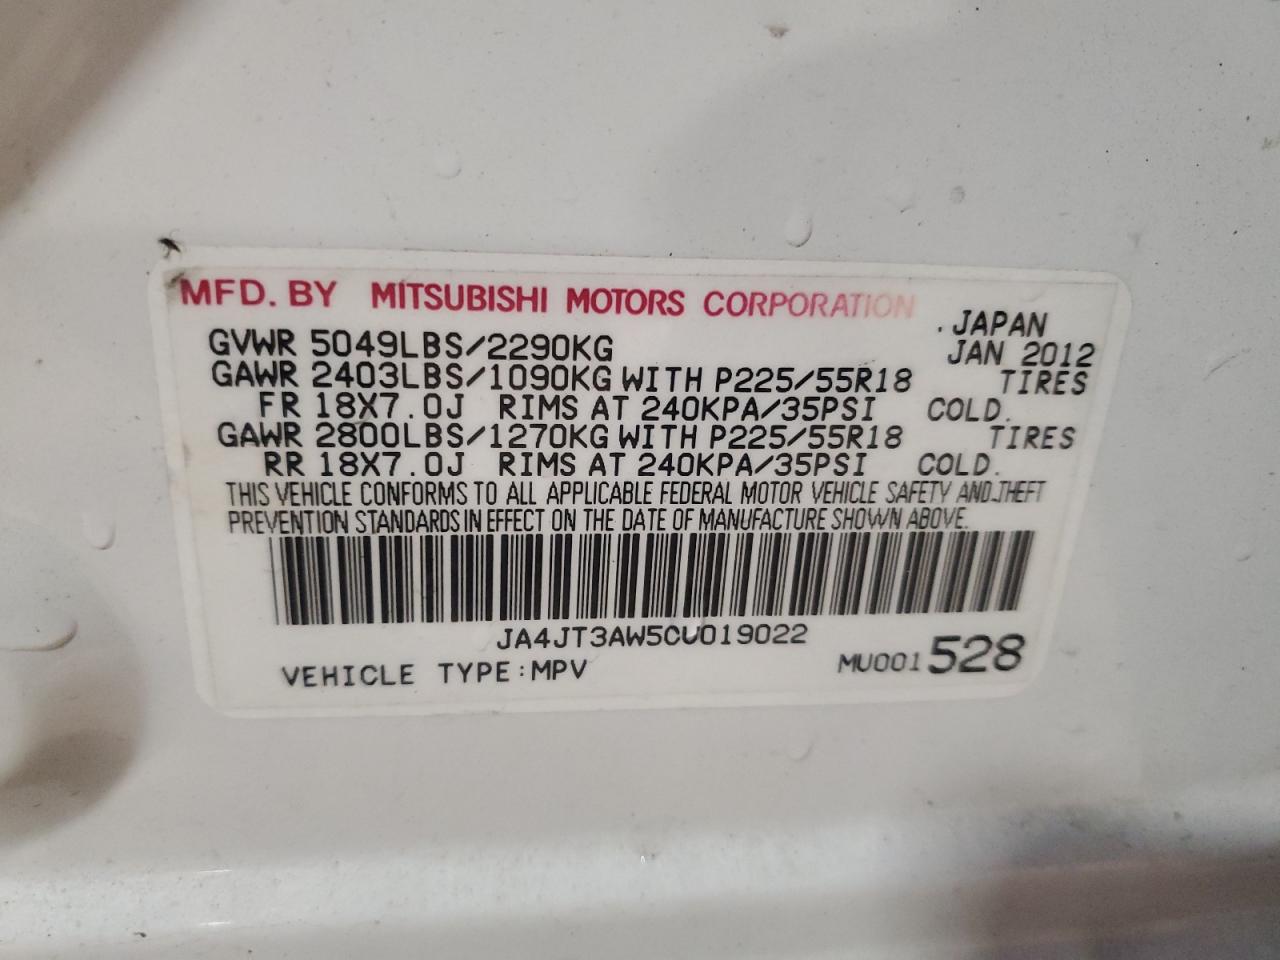 MFD. BY MITSUBISHI MOTORS CORPORATION
. JAPAN
GVWR 5049LBS/2290KG JAN 2012
GAWR 2403LBS/1090KG WITH P225/55R18 TIRES
FR 18X7.0J RIMS AT 240KPA/35PSI COLD.
GAWR 2800LBS/1270KG WITH P225/55R18 TIRES
RR 18X7.0J RIMS AT 240KPA/35PSI COLD.
THIS VEHICLE CONFORMS TO ALL APPLICABLE FEDERAL MOTOR VEHICLE SAFETY AND THEFT
PREVENTION STANDARDS IN EFFECT ON THE DATE OF MANUFACTURE SHOWN ABOVE.
JA4JT3AW5CU019022
VEHICLE TYPE:MPV MU001528